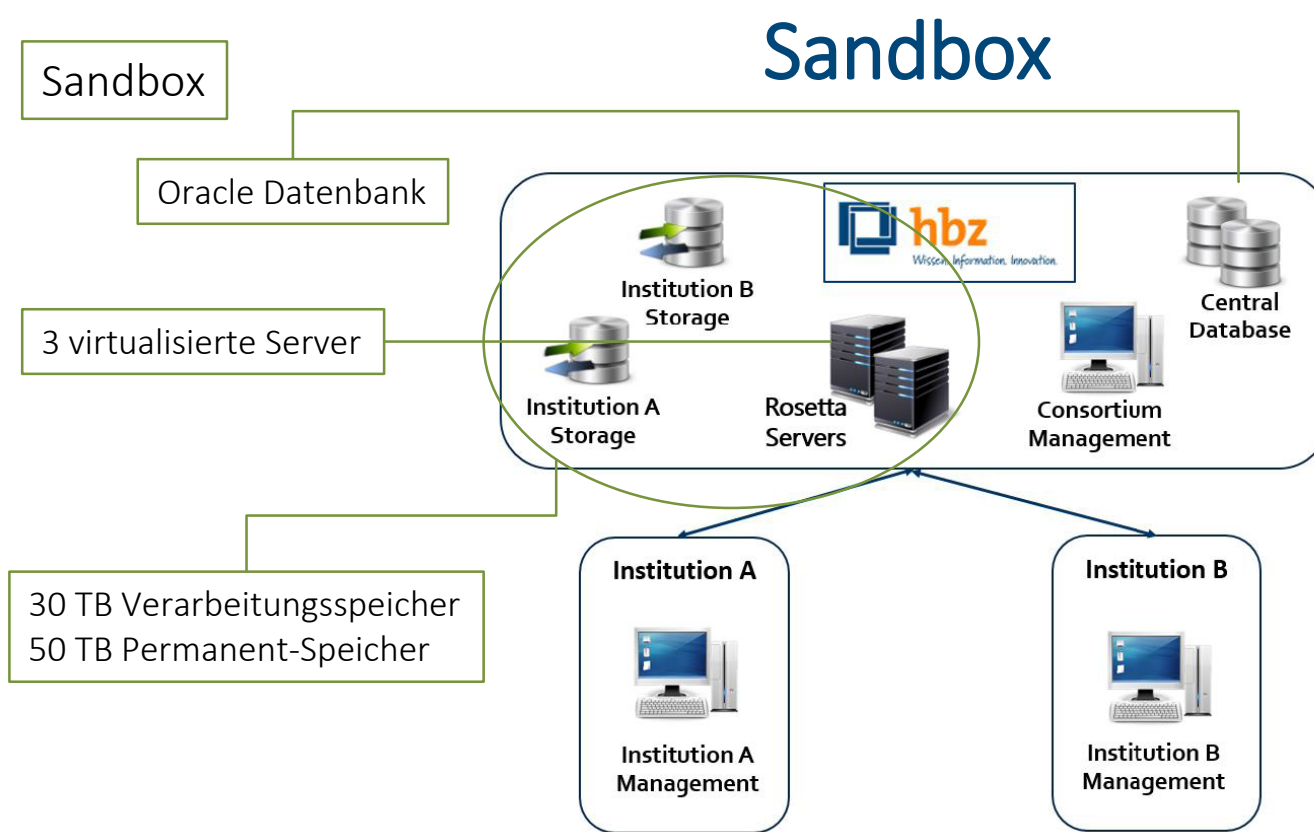 Sandbox
Sandbox
Oracle Datenbank
hbz
Wissen. Information. Innovation.
Institution B
Storage
Central
Database
3 virtualisierte Server
Institution A
Storage
Rosetta
Servers
Consortium
Management
30 TB Verarbeitungsspeicher
50 TB Permanent-Speicher
Institution A
Institution A
Management
Institution B
Institution B
Management